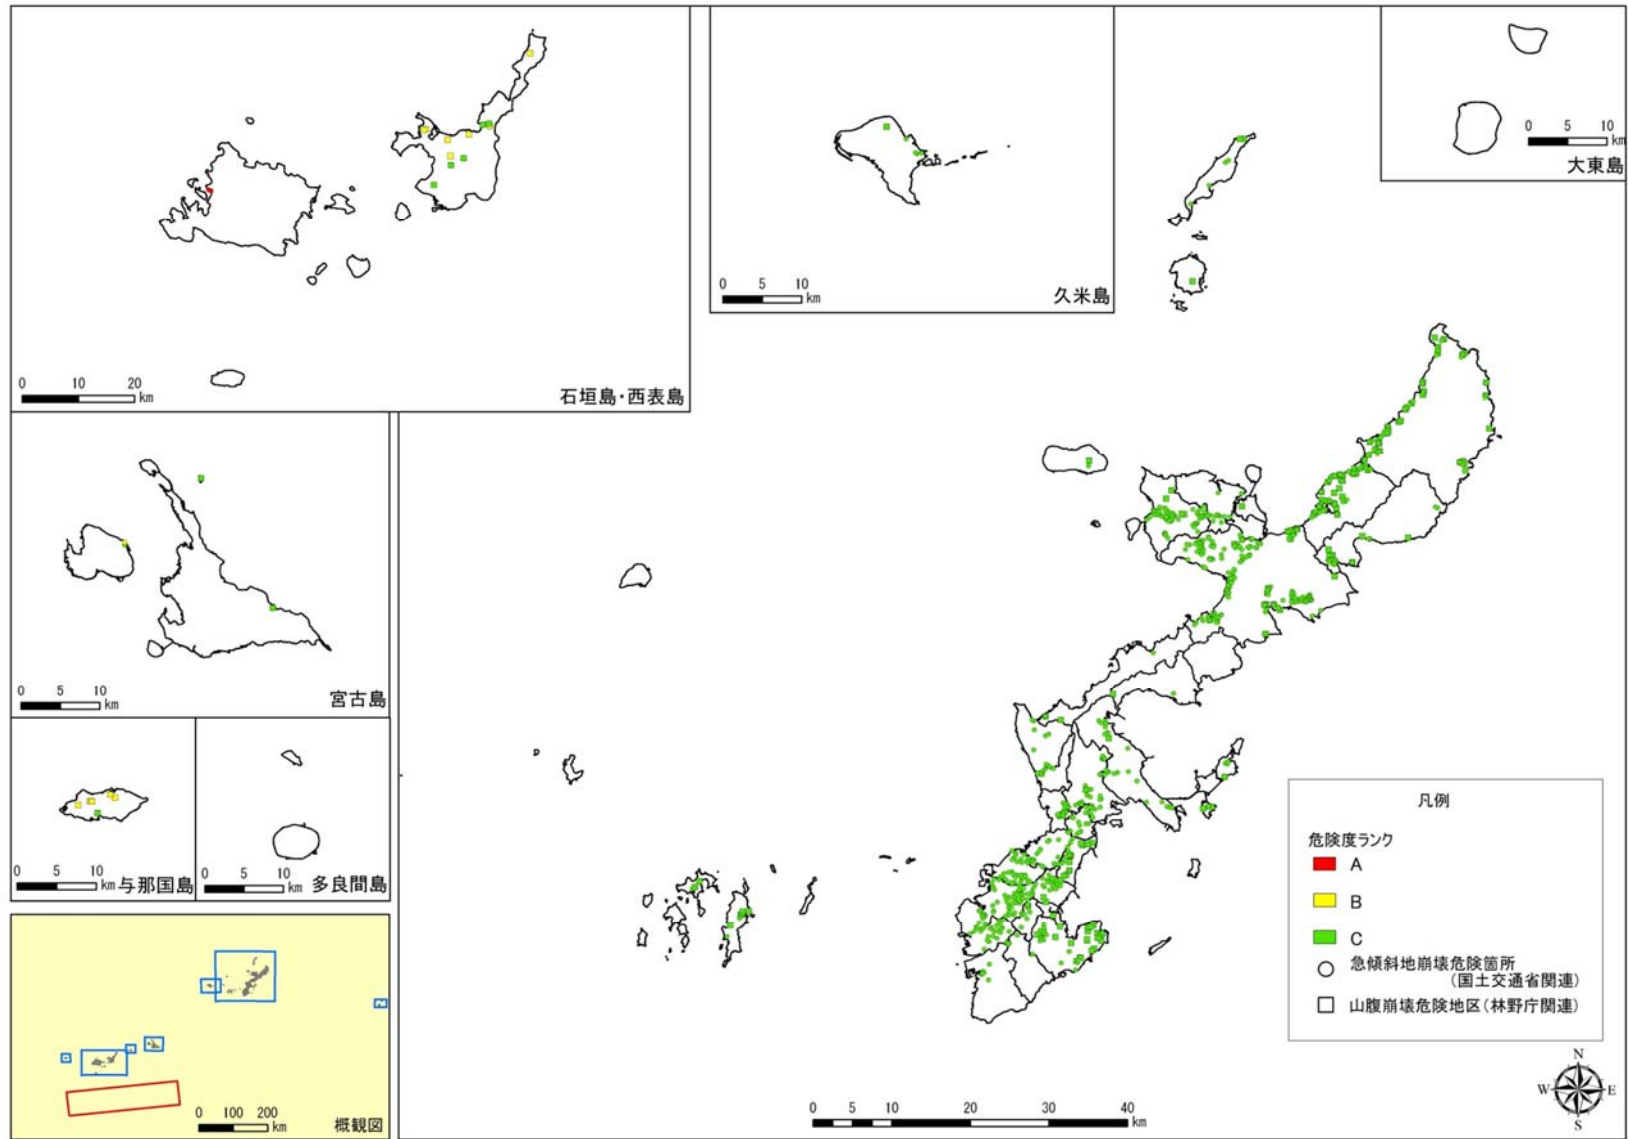 0 10 20 km
石垣島・西表島
0 5 10 km
久米島
0 5 10 km
大東島
0 5 10 km
宮古島
0 5 10 km
与那国島
0 5 10 km
多良間島
0 100 200 km
概観図
凡例
危険度ランク
A
B
C
急傾斜地崩壊危険箇所
(国土交通省関連)
山腹崩壊危険地区(林野庁関連)
N
W E
S
0 5 10 20 30 40 km